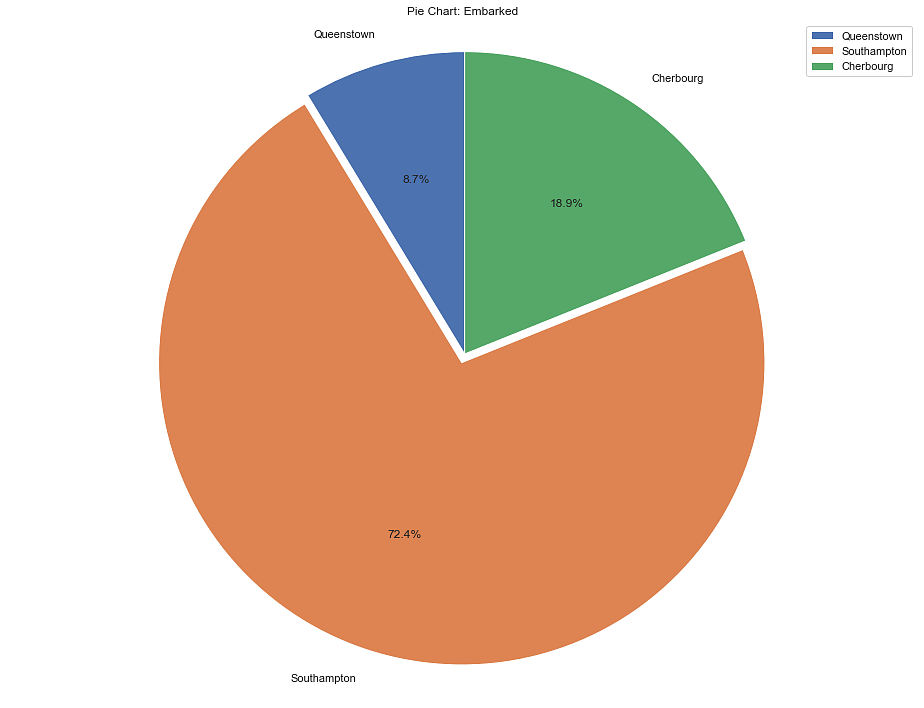 Pie Chart: Embarked
Queenstown
Queenstown
Southampton
Cherbourg
Cherbourg
8.7%
18.9%
72.4%
Southampton